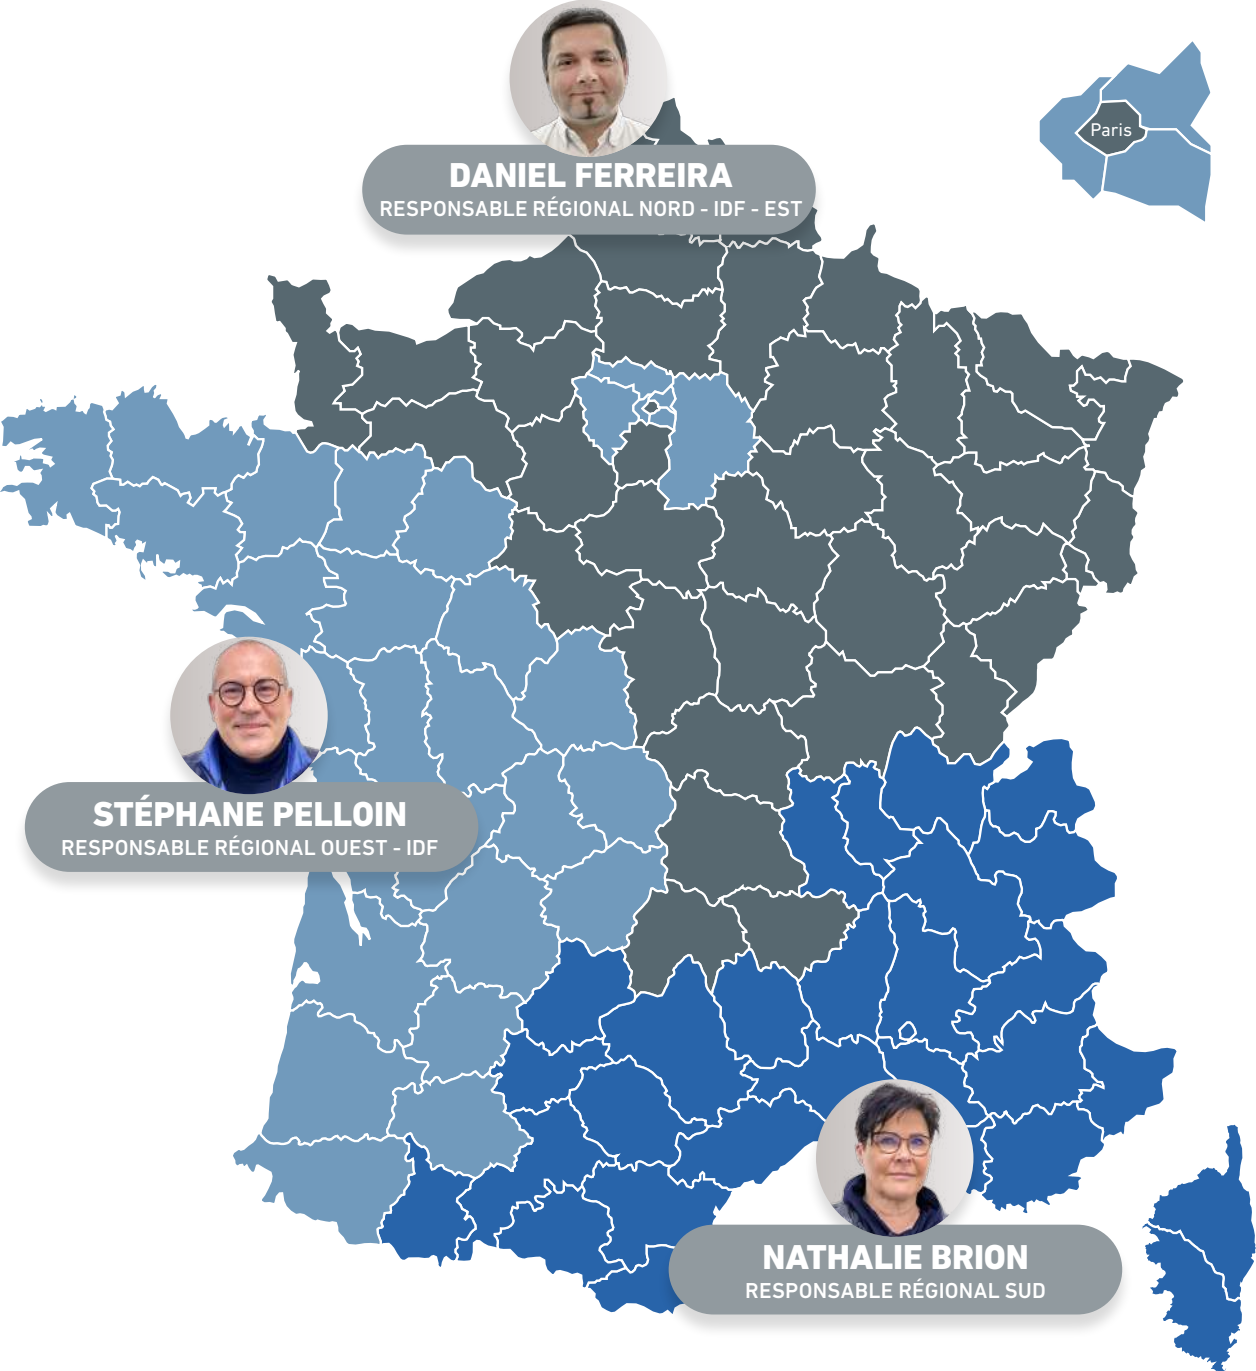 DANIEL FERREIRA
RESPONSABLE RÉGIONAL NORD - IDF - EST
Paris
STÉPHANE PELLOIN
RESPONSABLE RÉGIONAL OUEST - IDF
NATHALIE BRION
RESPONSABLE RÉGIONAL SUD